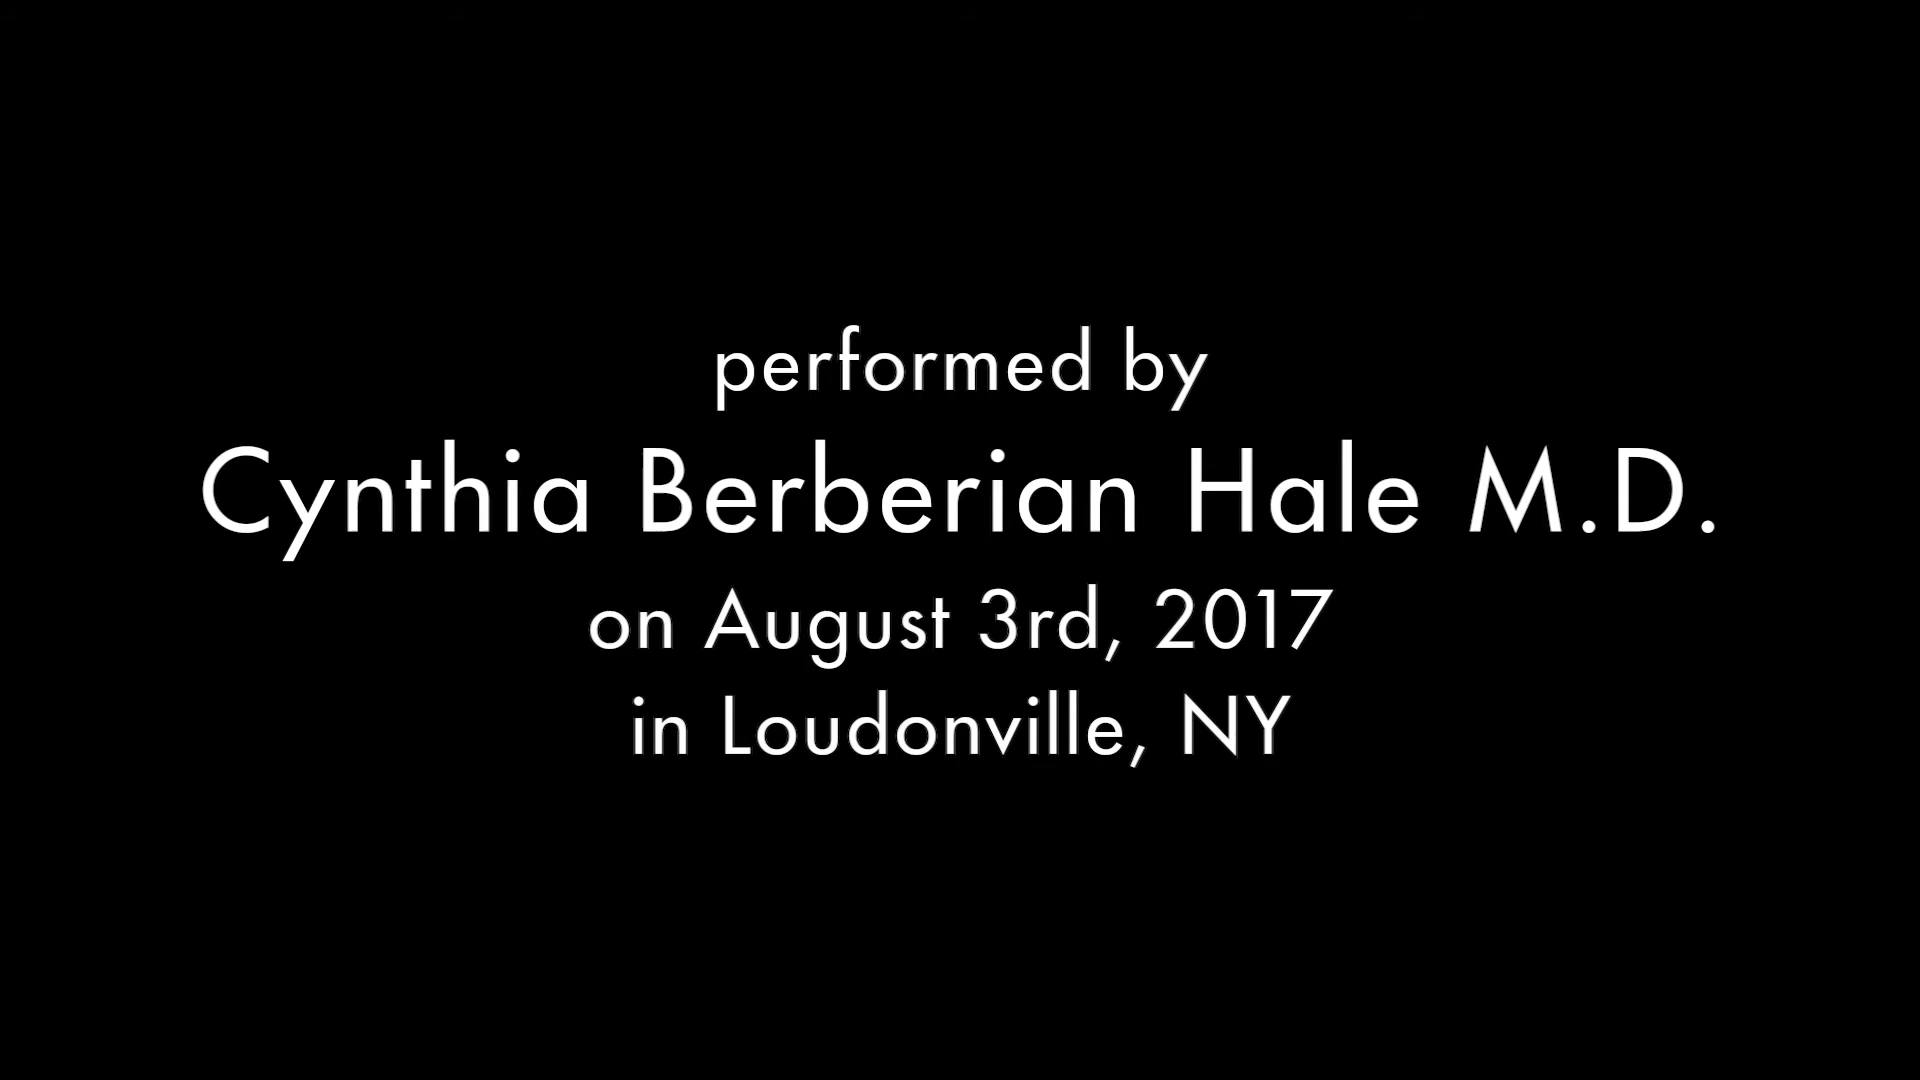 performed by
Cynthia Berberian Hale M.D.
on August 3rd, 2017
in Loudonville, NY